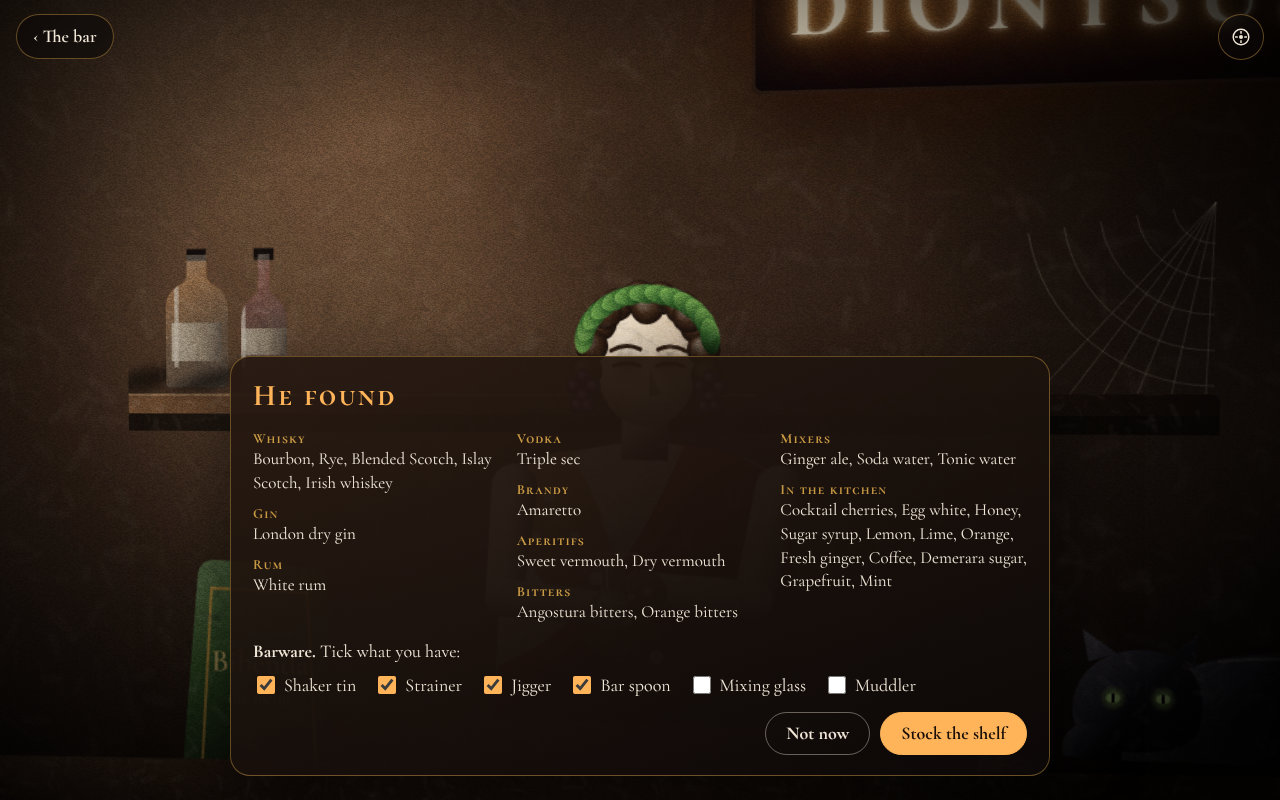 ‹ The bar
DIONYSU
He found
Whisky
Bourbon, Rye, Blended Scotch, Islay
Scotch, Irish whiskey
Gin
London dry gin
Rum
White rum
Vodka
Triple sec
Brandy
Amaretto
Aperitifs
Sweet vermouth, Dry vermouth
Bitters
Angostura bitters, Orange bitters
Mixers
Ginger ale, Soda water, Tonic water
In the kitchen
Cocktail cherries, Egg white, Honey,
Sugar syrup, Lemon, Lime, Orange,
Fresh ginger, Coffee, Demerara sugar,
Grapefruit, Mint
Barware. Tick what you have:
Shaker tin Strainer Jigger Bar spoon Mixing glass Muddler
Not now Stock the shelf